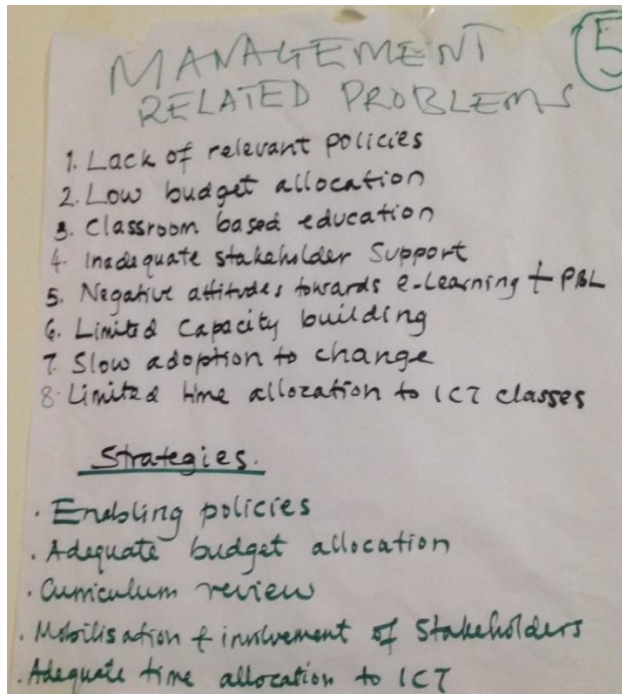 MANAGEMENT
RELATED PROBLEMS
5
1. Lack of relevant policies
2. Low budget allocation
3. Classroom based education
4. Inadequate stakeholder Support
5. Negative attitudes towards e-Learning + PBL
6. Limited Capacity building
7. Slow adoption to change
8. Limited time allocation to ICT classes
Strategies.
• Enabling policies
• Adequate budget allocation
• Curriculum review
• Mobilisation + involvement of Stakeholders
• Adequate time allocation to ICT